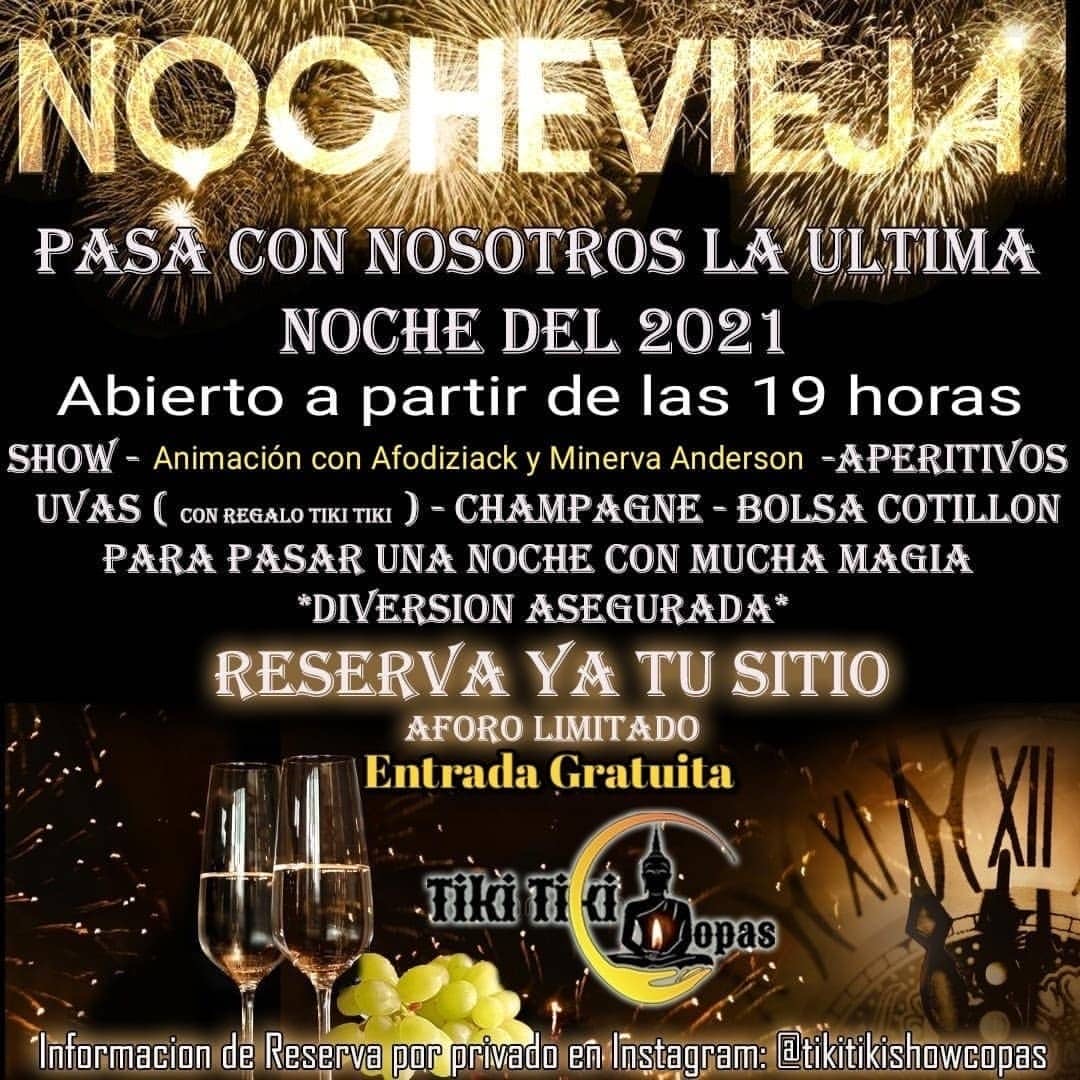 NOCHEVIEJA
PASA CON NOSOTROS LA ULTIMA
NOCHE DEL 2021
Abierto a partir de las 19 horas
SHOW - Animación con Afodiziack y Minerva Anderson -APERITIVOS
UVAS ( CON REGALO TIKI TIKI ) - CHAMPAGNE - BOLSA COTILLON
PARA PASAR UNA NOCHE CON MUCHA MAGIA
*DIVERSION ASEGURADA*
RESERVA YA TU SITIO
AFORO LIMITADO
Entrada Gratuita
Tiki Tiki Copas
XI XII
Informacion de Reserva por privado en Instagram: @tikitikishowcopas